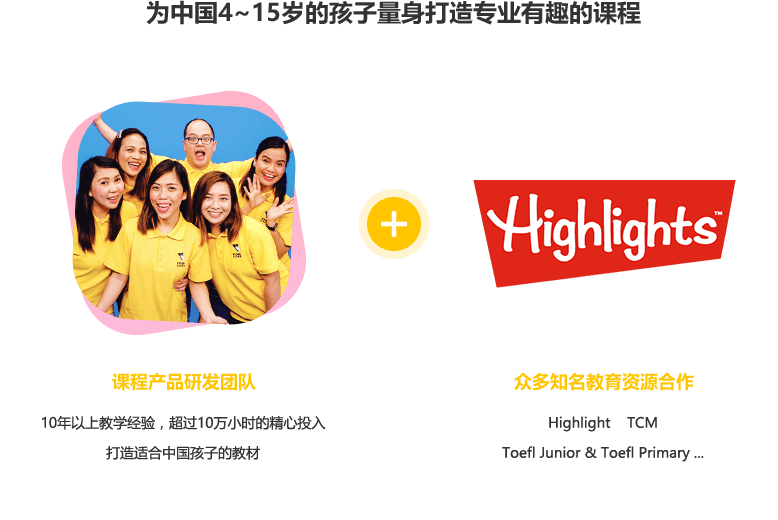 为中国4~15岁的孩子量身打造专业有趣的课程
Highlights™
课程产品研发团队
10年以上教学经验，超过10万小时的精心投入
打造适合中国孩子的教材
众多知名教育资源合作
Highlight TCM
Toefl Junior & Toefl Primary ...